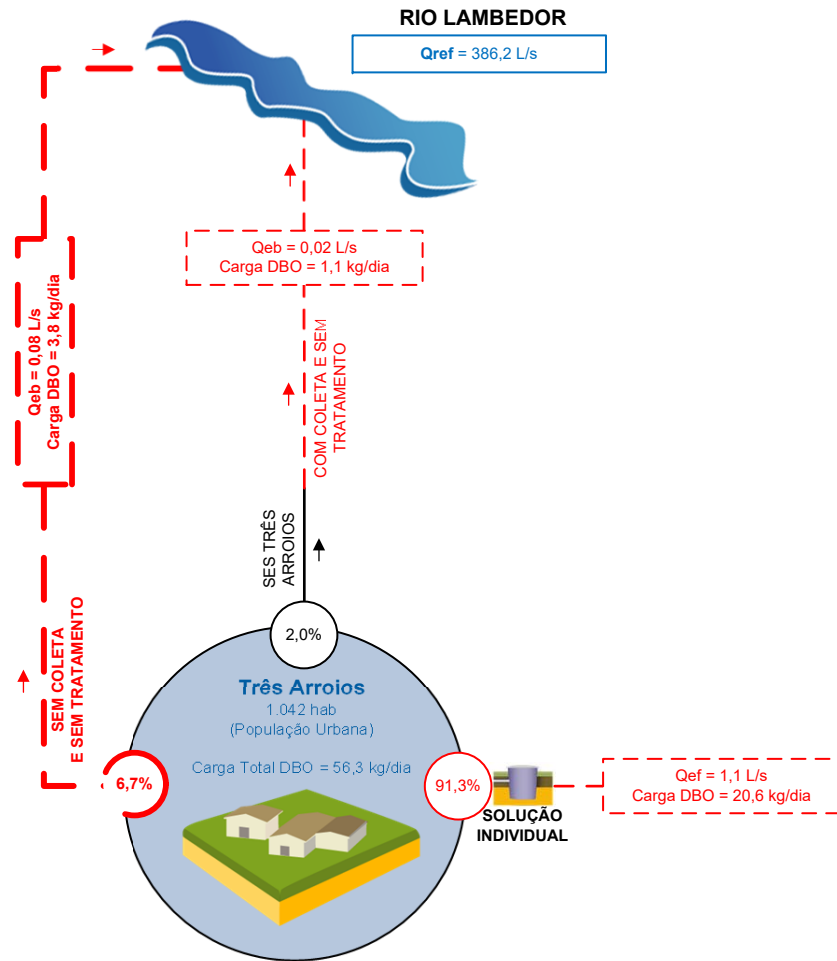 RIO LAMBEDOR
Qref = 386,2 L/s
Qeb = 0,02 L/s
Carga DBO = 1,1 kg/dia
Qeb = 0,08 L/s
Carga DBO = 3,8 kg/dia
COM COLETA E SEM
TRATAMENTO
SES TRÊS
ARROIOS
SEM COLETA
E SEM TRATAMENTO
2,0%
Três Arroios
1.042 hab
(População Urbana)
Carga Total DBO = 56,3 kg/dia
6,7%
91,3%
SOLUÇÃO
INDIVIDUAL
Qef = 1,1 L/s
Carga DBO = 20,6 kg/dia